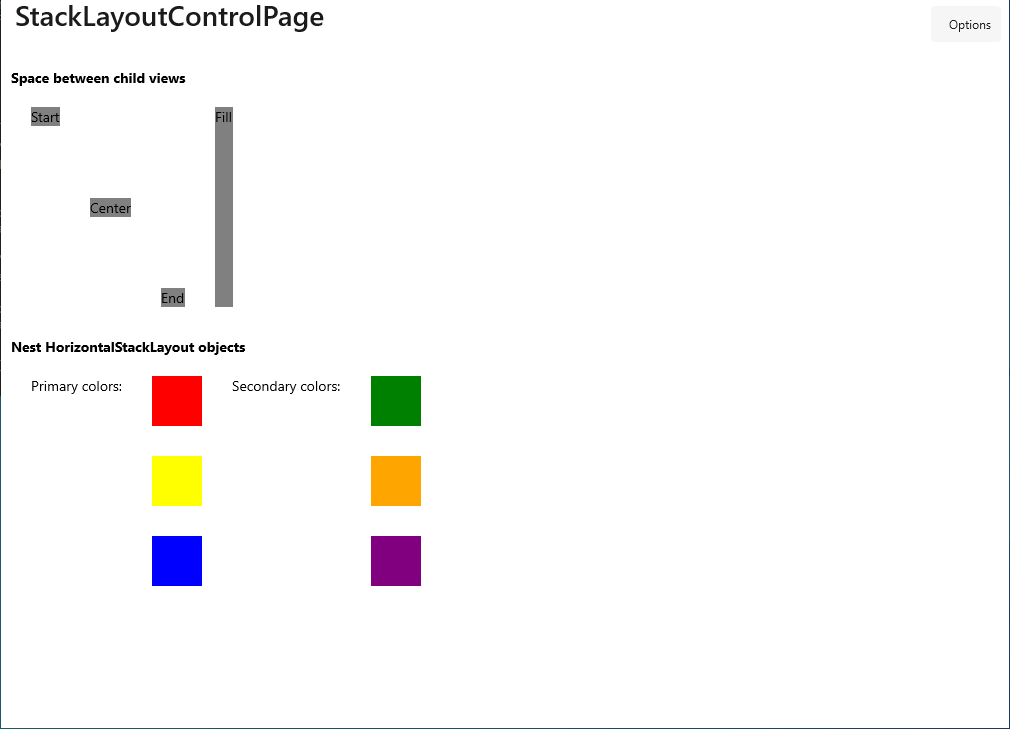 StackLayoutControlPage
Options
Space between child views
Start
Fill
Center
End
Nest HorizontalStackLayout objects
Primary colors:
Secondary colors: